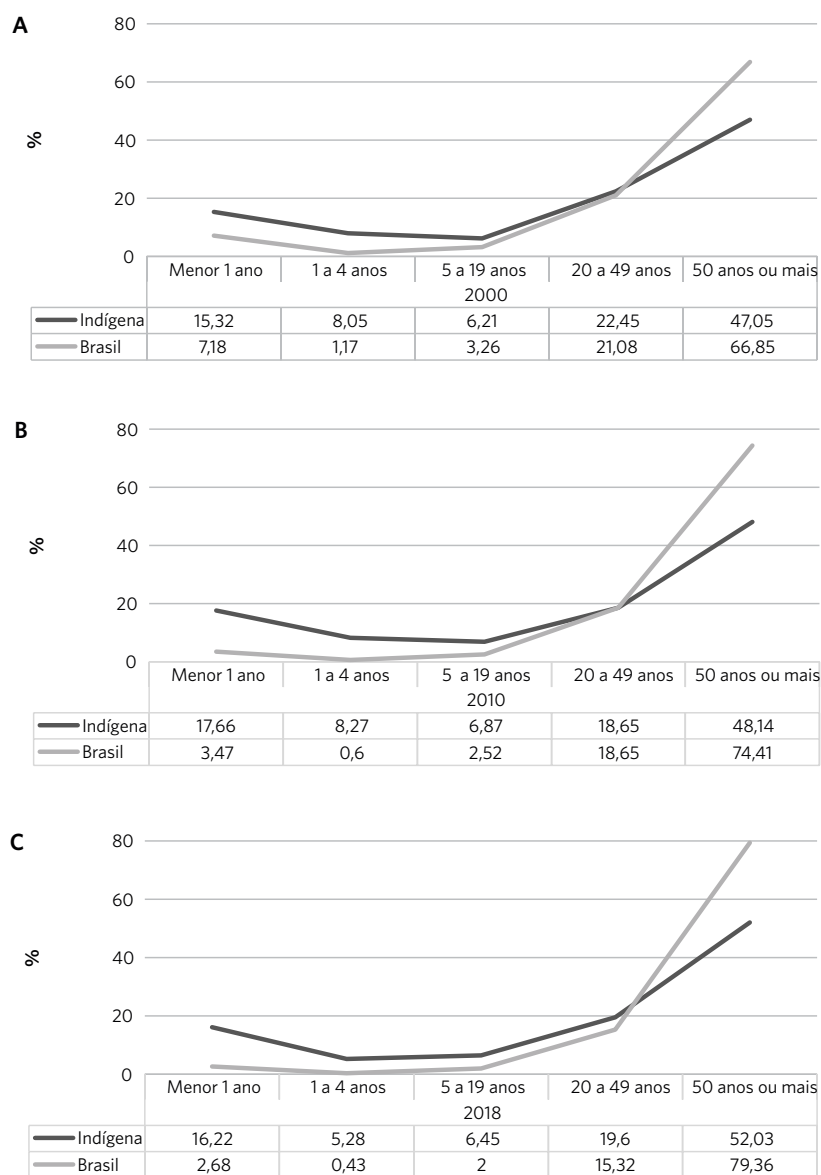 A
80
60
40
20
0
%
Menor 1 ano 1 a 4 anos 5 a 19 anos 20 a 49 anos 50 anos ou mais
2000
Indígena 15,32 8,05 6,21 22,45 47,05
Brasil 7,18 1,17 3,26 21,08 66,85
B
80
60
40
20
0
%
Menor 1 ano 1 a 4 anos 5 a 19 anos 20 a 49 anos 50 anos ou mais
2010
Indígena 17,66 8,27 6,87 18,65 48,14
Brasil 3,47 0,6 2,52 18,65 74,41
C
80
60
40
20
0
%
Menor 1 ano 1 a 4 anos 5 a 19 anos 20 a 49 anos 50 anos ou mais
2018
Indígena 16,22 5,28 6,45 19,6 52,03
Brasil 2,68 0,43 2 15,32 79,36